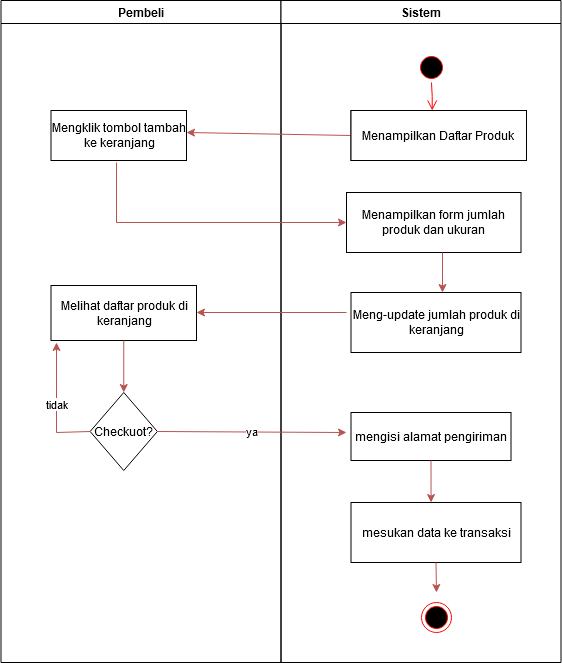 Pembeli
Sistem
Menampilkan Daftar Produk
Mengklik tombol tambah
ke keranjang
Menampilkan form jumlah
produk dan ukuran
Meng-update jumlah produk di
keranjang
Melihat daftar produk di
keranjang
tidak
Checkuot?
ya
mengisi alamat pengiriman
mesukan data ke transaksi